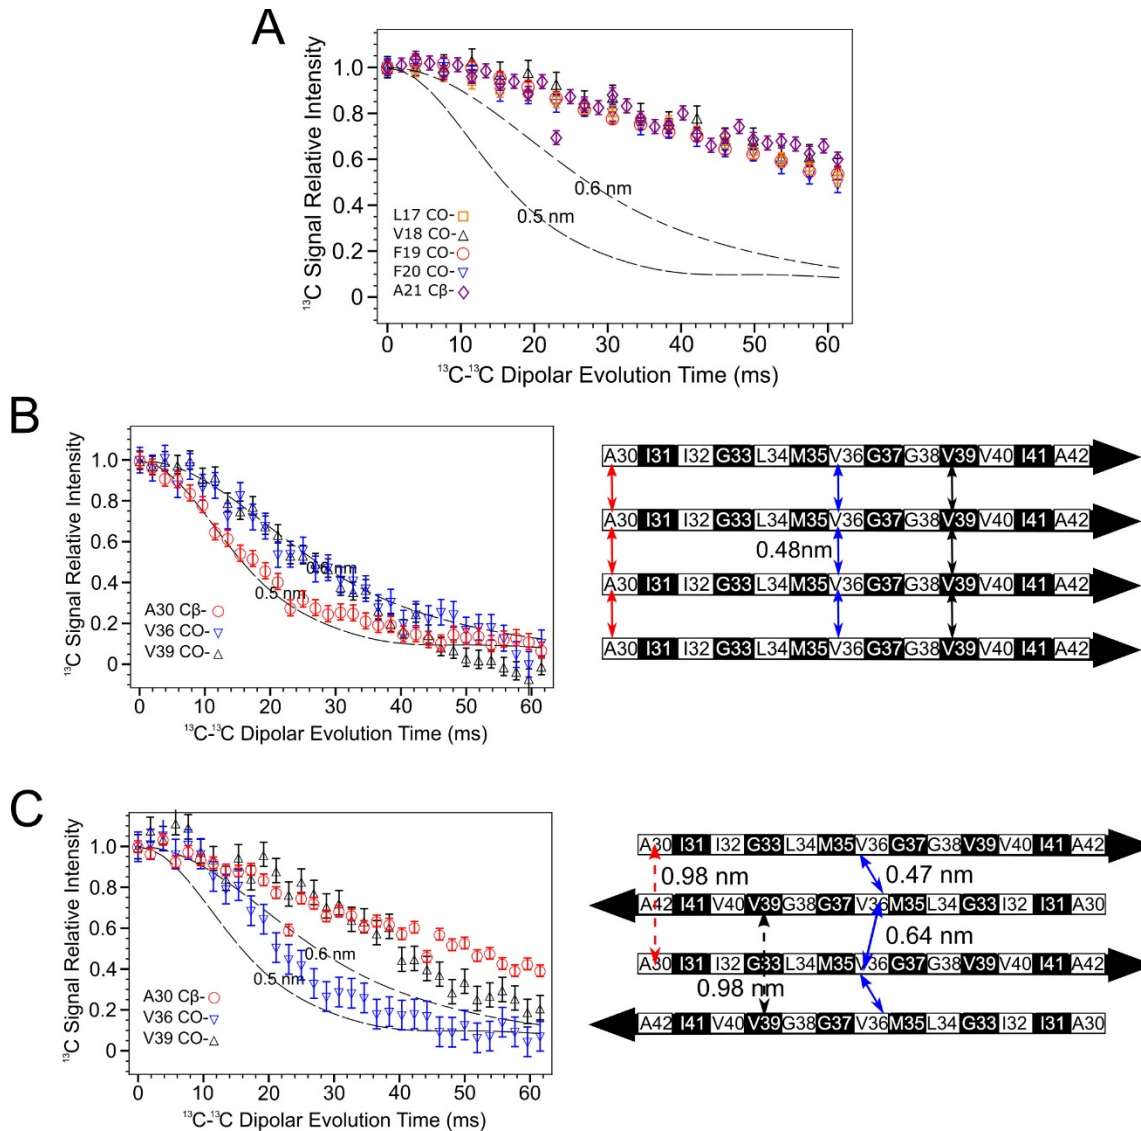 A
¹³C Signal Relative Intensity
1.0
0.8
0.6
0.4
0.2
0
0.6 nm
0.5 nm
L17 CO-
V18 CO-
F19 CO-
F20 CO-
A21 Cβ-
0 10 20 30 40 50 60
¹³C-¹³C Dipolar Evolution Time (ms)
B
¹³C Signal Relative Intensity
1.0
0.8
0.6
0.4
0.2
0
0.6 nm
0.5 nm
A30 Cβ-
V36 CO-
V39 CO-
0 10 20 30 40 50 60
¹³C-¹³C Dipolar Evolution Time (ms)
A30 I31 I32 G33 L34 M35 V36 G37 G38 V39 V40 I41 A42
A30 I31 I32 G33 L34 M35 V36 G37 G38 V39 V40 I41 A42
0.48nm
A30 I31 I32 G33 L34 M35 V36 G37 G38 V39 V40 I41 A42
A30 I31 I32 G33 L34 M35 V36 G37 G38 V39 V40 I41 A42
C
¹³C Signal Relative Intensity
1.0
0.8
0.6
0.4
0.2
0
0.6 nm
0.5 nm
A30 Cβ-
V36 CO-
V39 CO-
0 10 20 30 40 50 60
¹³C-¹³C Dipolar Evolution Time (ms)
A30 I31 I32 G33 L34 M35 V36 G37 G38 V39 V40 I41 A42
0.98 nm 0.47 nm
A42 I41 V40 V39 G38 G37 V36 M35 L34 G33 I32 I31 A30
0.64 nm
A30 I31 I32 G33 L34 M35 V36 G37 G38 V39 V40 I41 A42
0.98 nm
A42 I41 V40 V39 G38 G37 V36 M35 L34 G33 I32 I31 A30